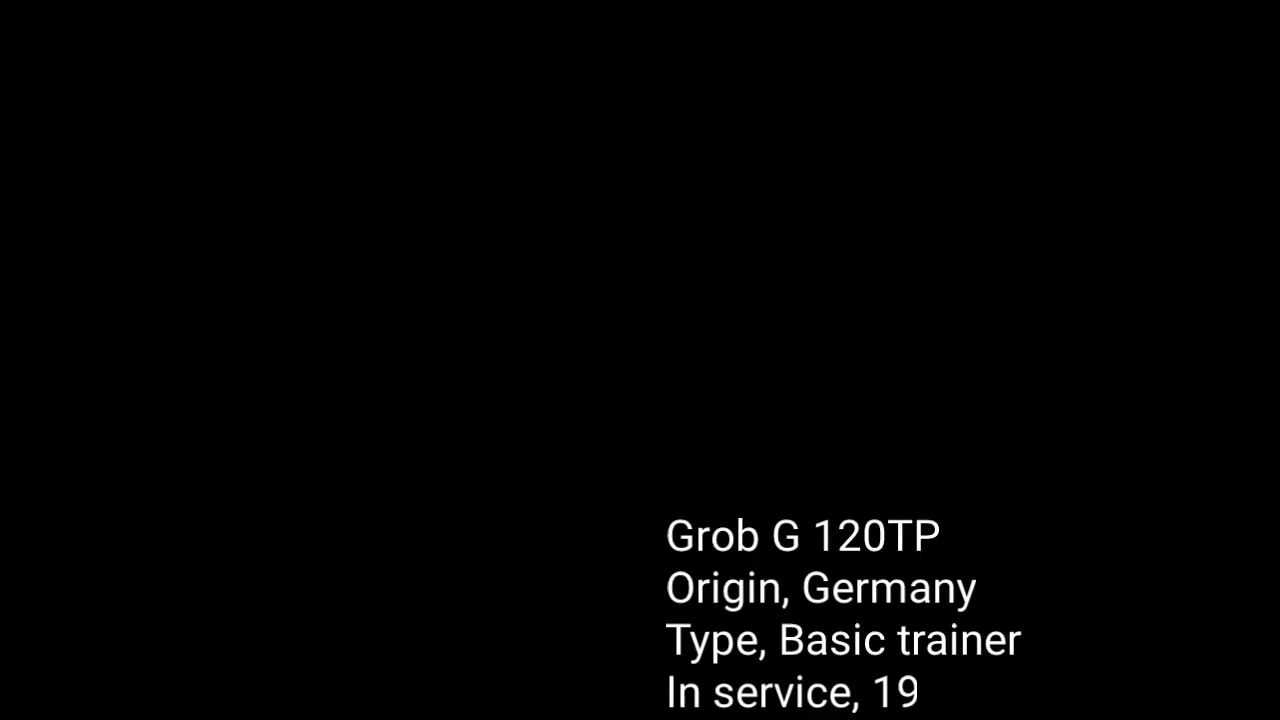 Grob G 120TP
Origin, Germany
Type, Basic trainer
In service, 19